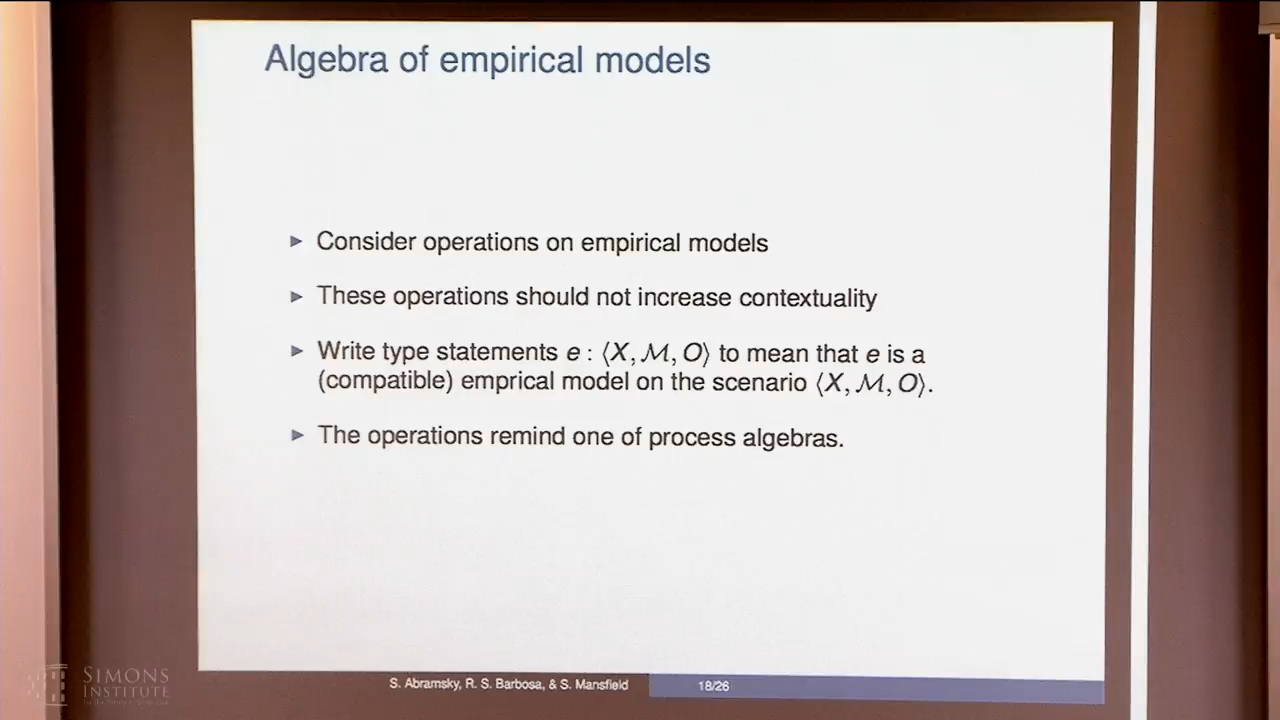 Algebra of empirical models
▶ Consider operations on empirical models
▶ These operations should not increase contextuality
▶ Write type statements e : ⟨X, ℳ, O⟩ to mean that e is a
(compatible) emprical model on the scenario ⟨X, ℳ, O⟩.
▶ The operations remind one of process algebras.
S. Abramsky, R. S. Barbosa, & S. Mansfield 18/26
SIMONS
INSTITUTE